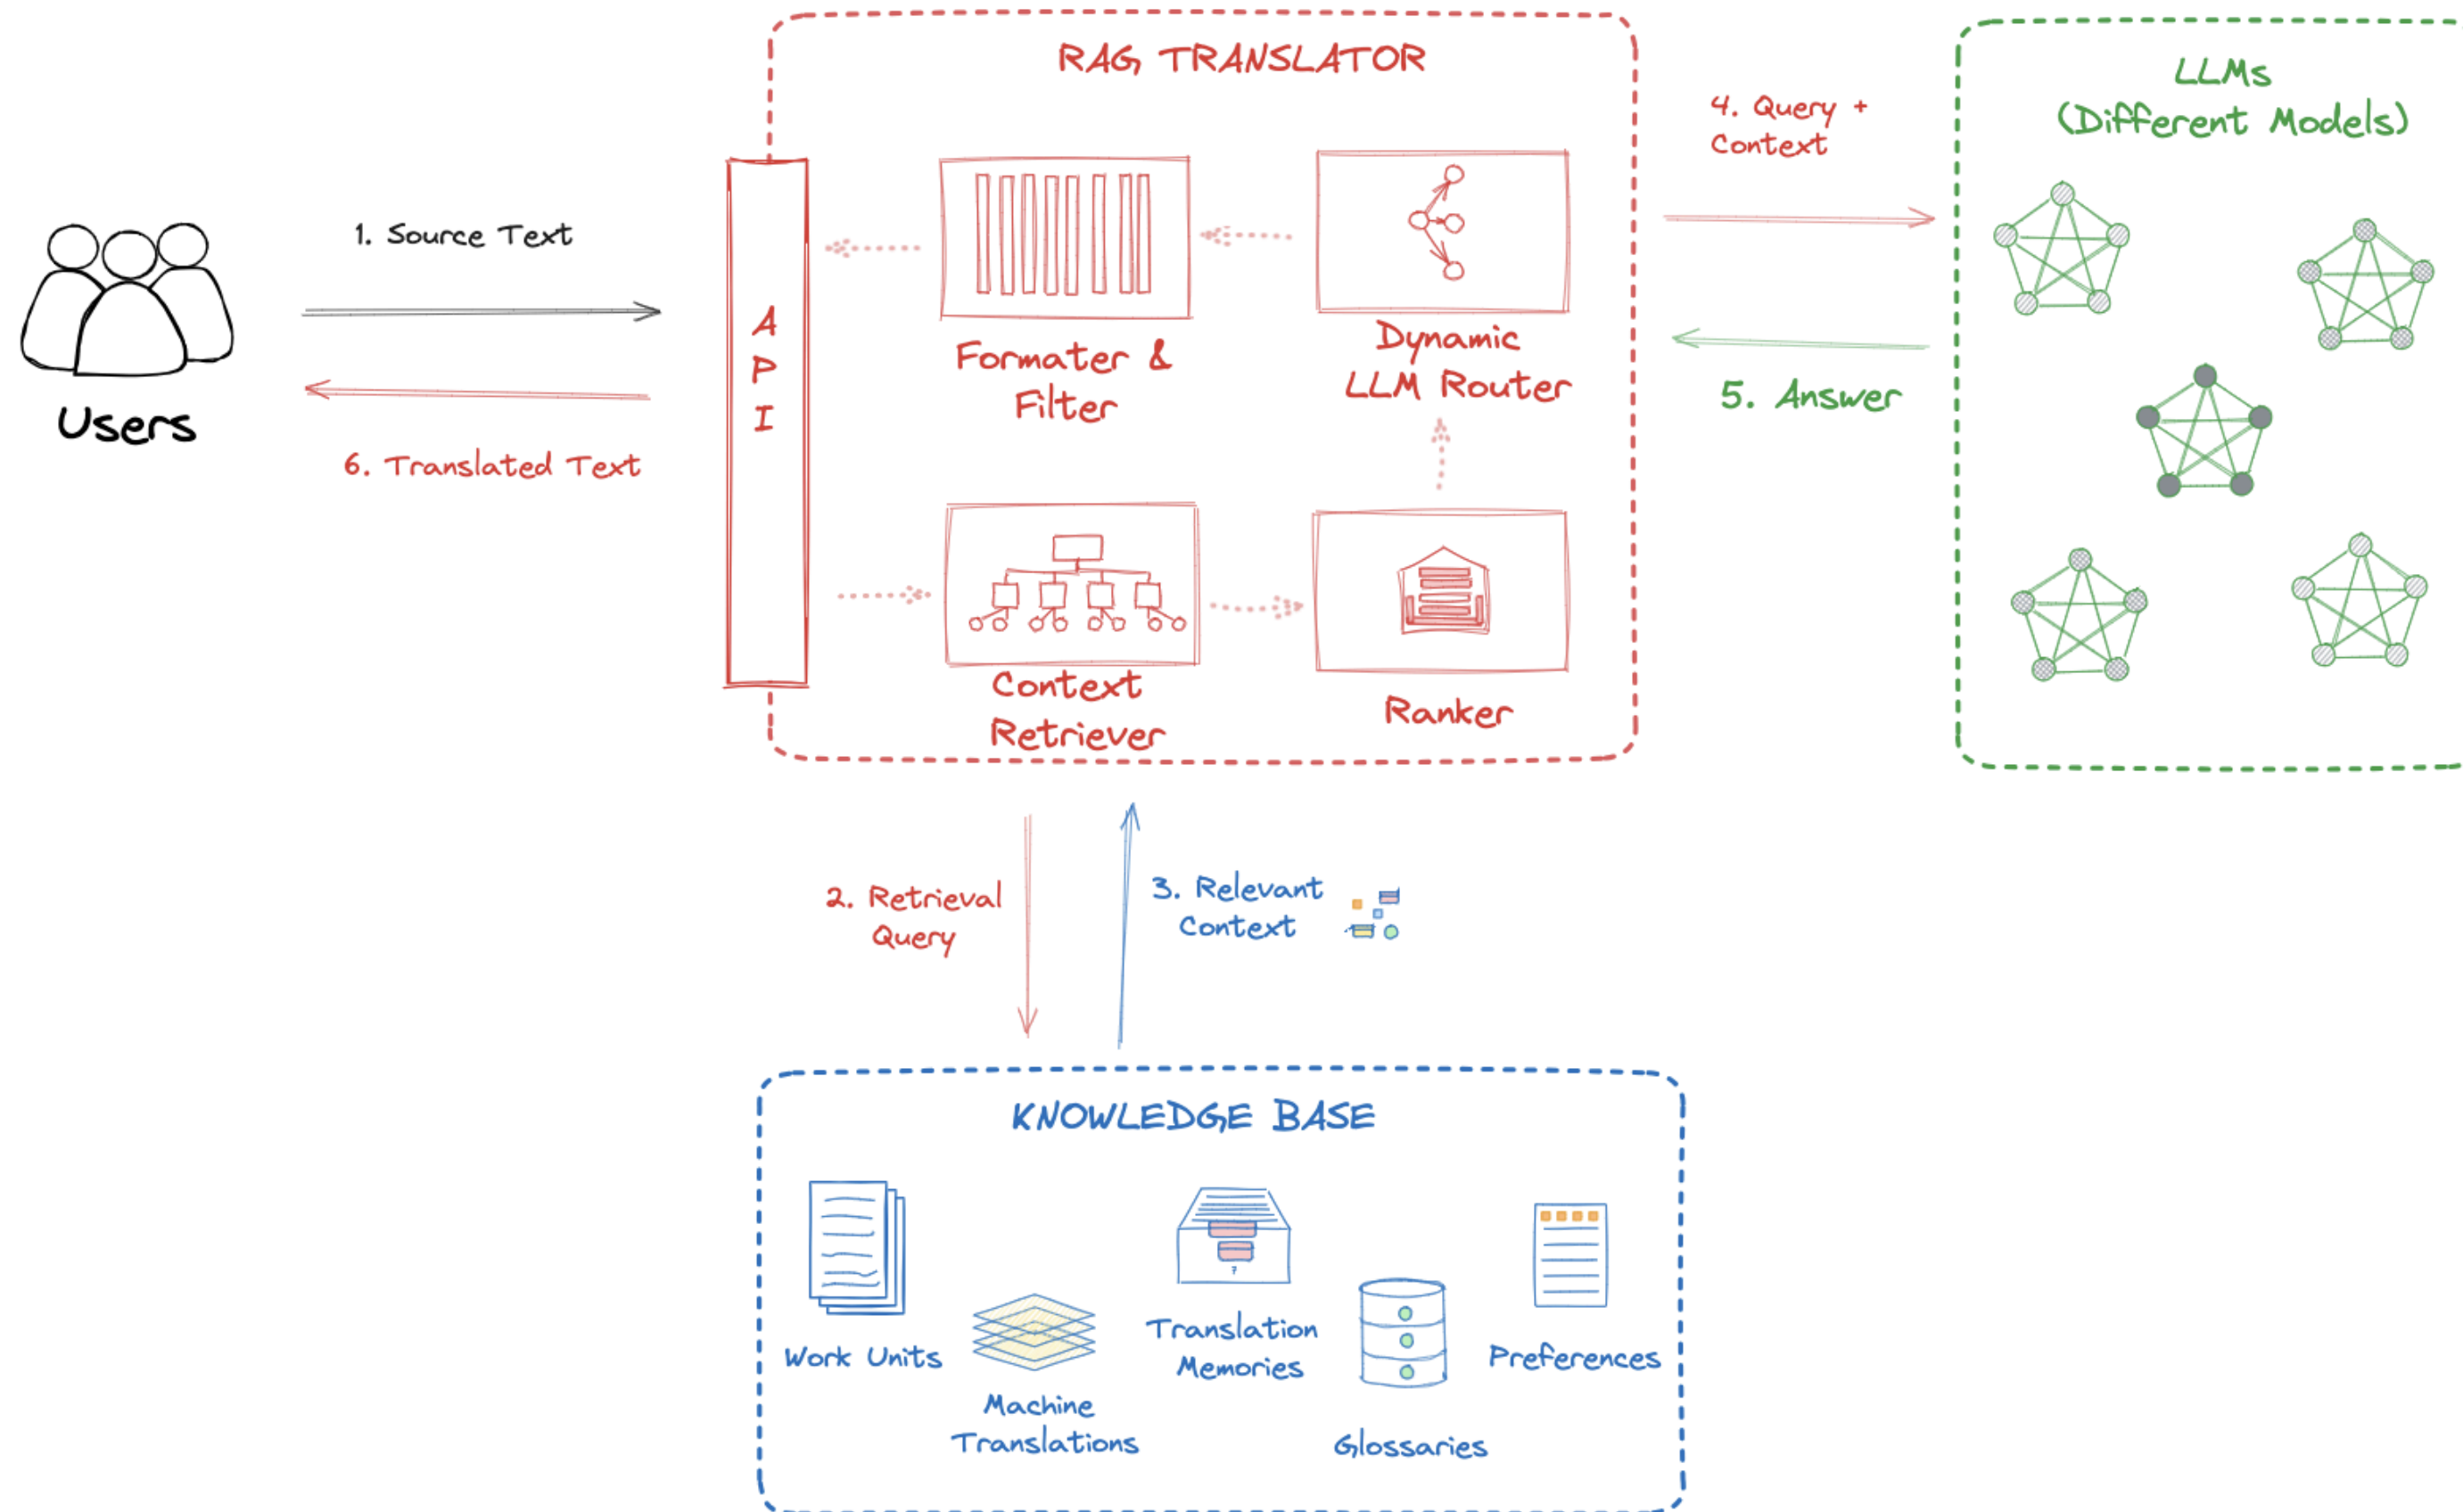 RAG TRANSLATOR
LLMs
(Different Models)
4. Query +
Context
1. Source Text
A
P
I
Formater &
Filter
Dynamic
LLM Router
5. Answer
Users
6. Translated Text
Context
Retriever
Ranker
2. Retrieval
Query
3. Relevant
Context
KNOWLEDGE BASE
Work Units
Machine
Translations
Translation
Memories
Glossaries
Preferences